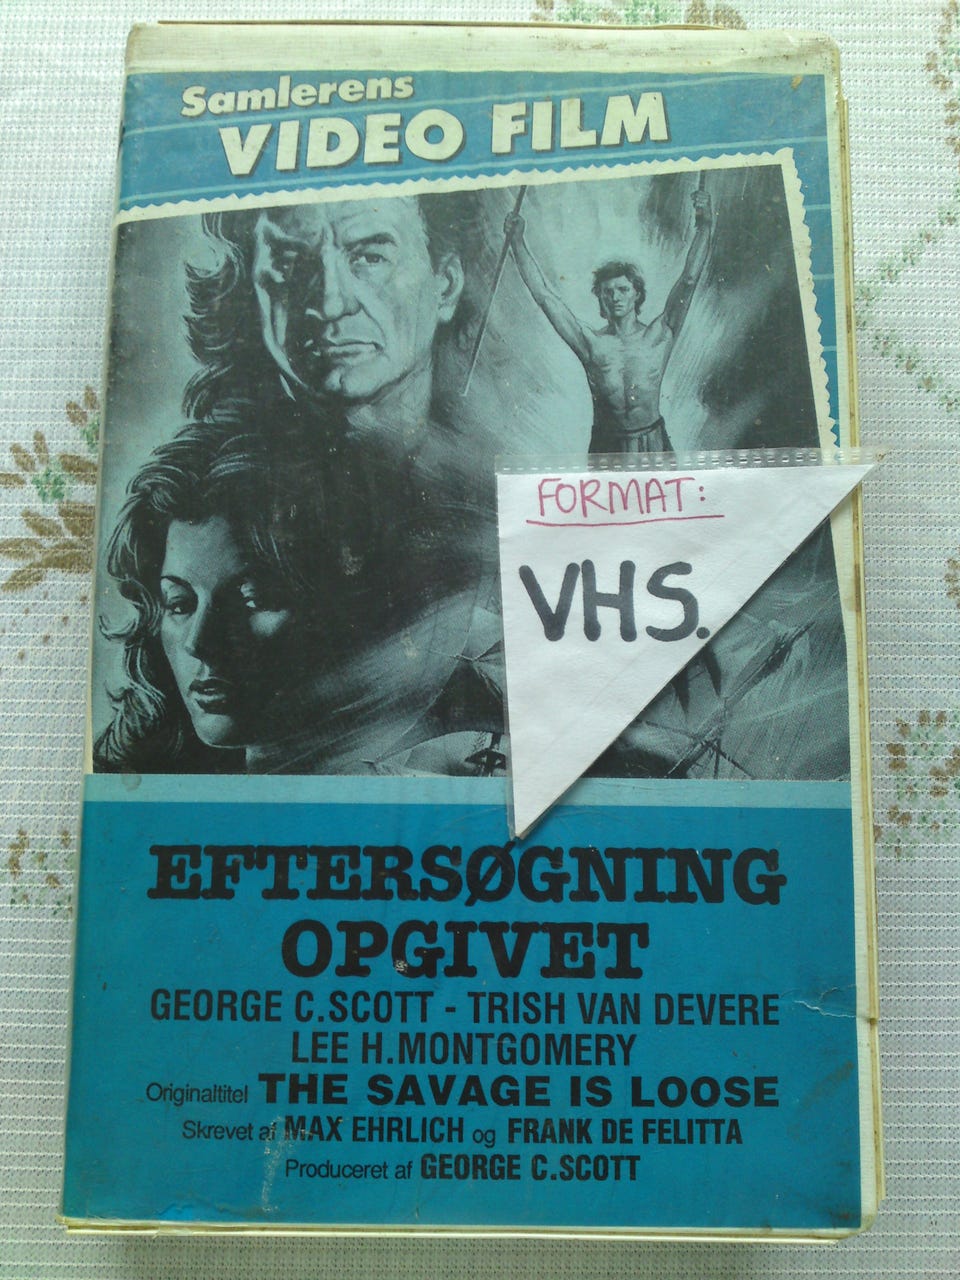 Samlerens
VIDEO FILM
FORMAT:
VHS.
EFTERSØGNING
OPGIVET
GEORGE C.SCOTT - TRISH VAN DEVERE
LEE H.MONTGOMERY
Originaltitel THE SAVAGE IS LOOSE
Skrevet af MAX EHRLICH og FRANK DE FELITTA
Produceret af GEORGE C.SCOTT